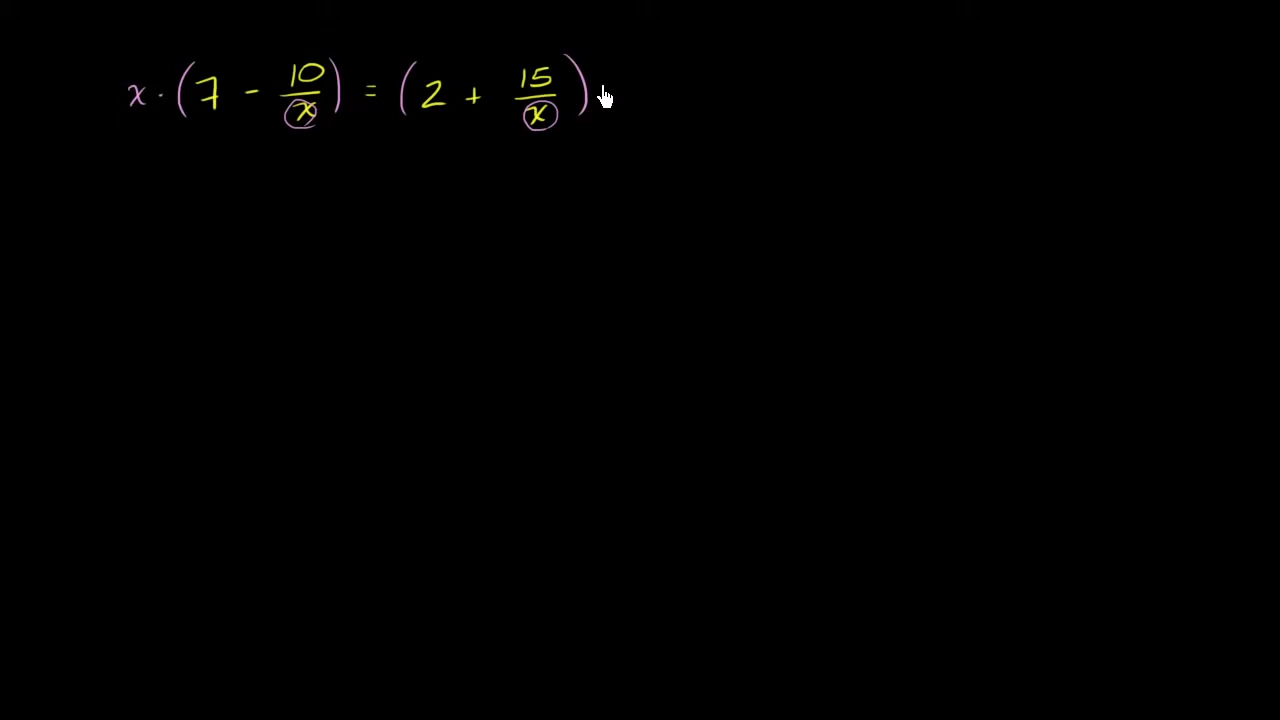 x · (7 - 10/x) = (2 + 15/x)